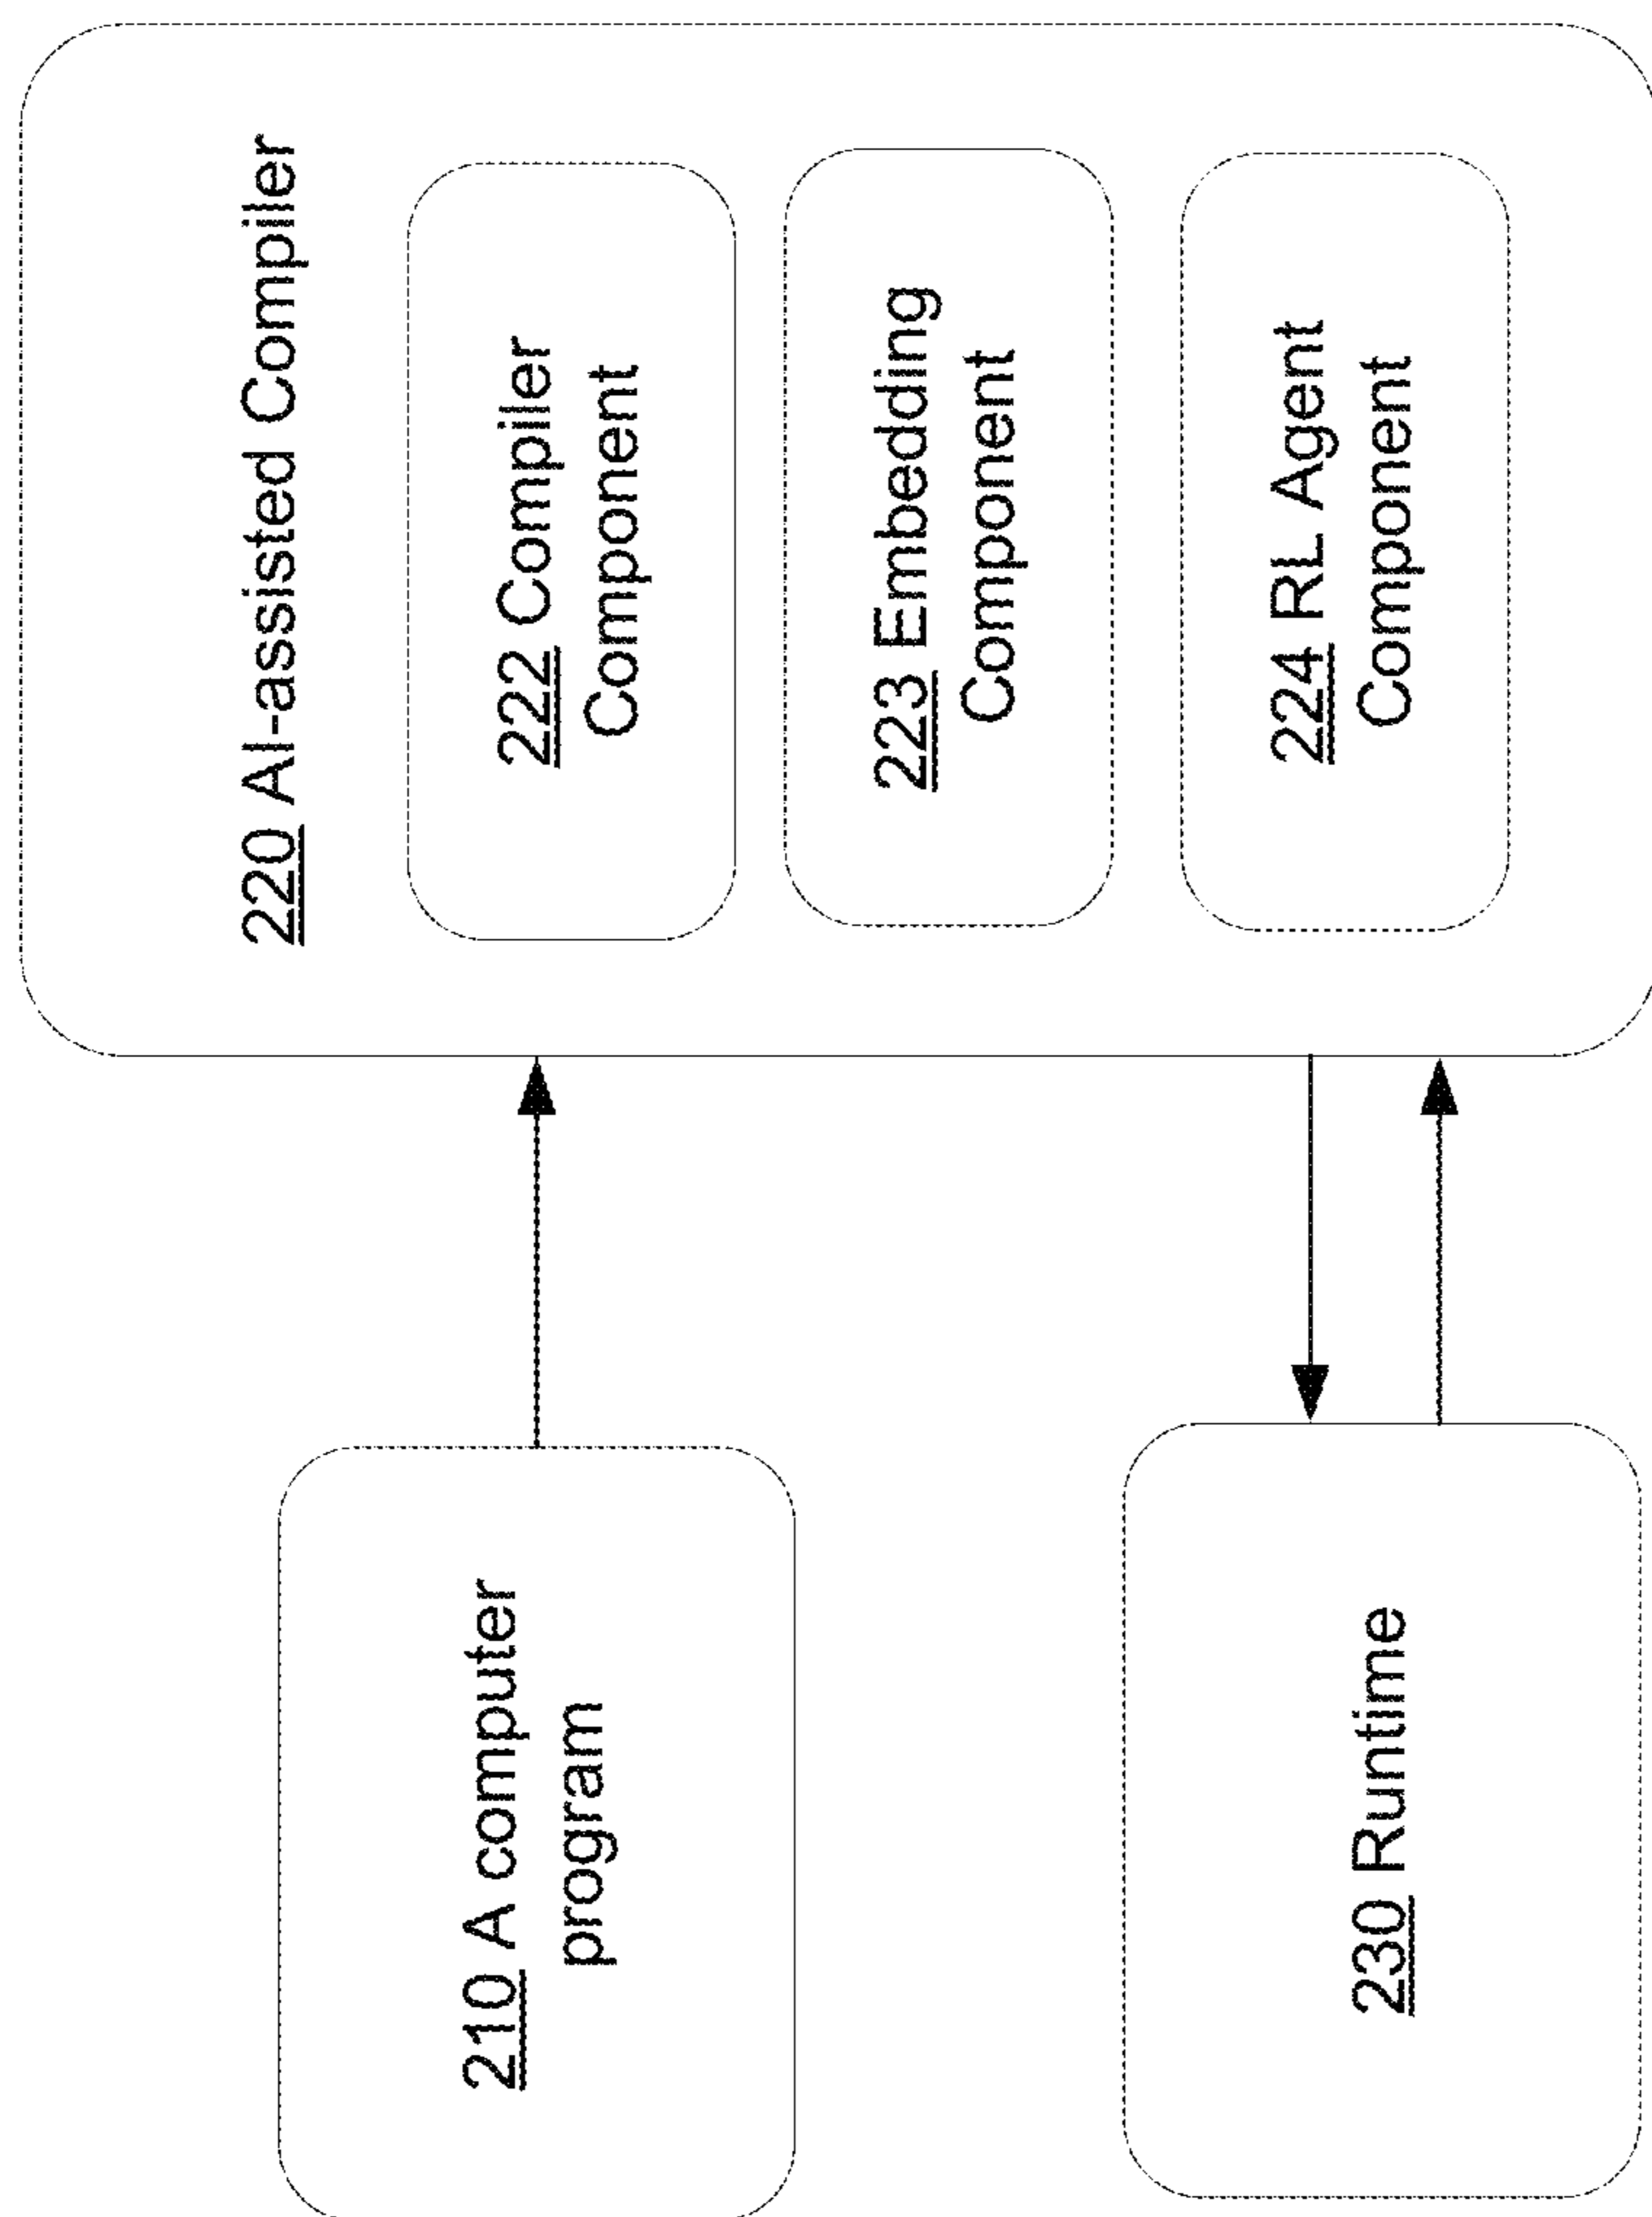 220 AI-assisted Compiler
222 Compiler
Component
223 Embedding
Component
224 RL Agent
Component
210 A computer
program
230 Runtime